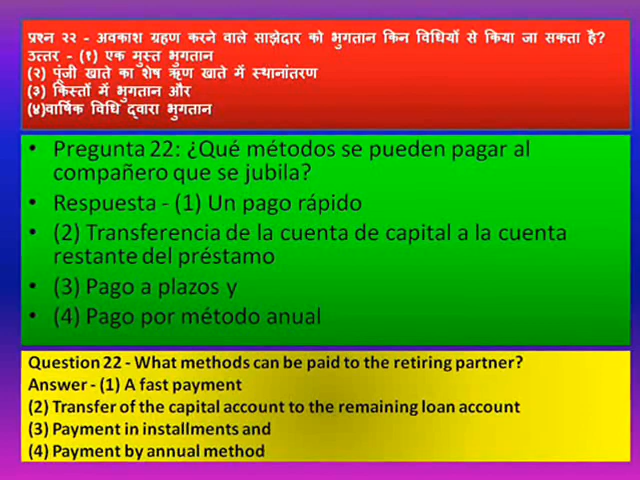 प्रश्न २२ - अवकाश ग्रहण करने वाले साझेदार को भुगतान किन विधियों से किया जा सकता है?
उत्तर - (१) एक मुस्त भुगतान
(२) पूंजी खाते का शेष ऋण खाते में स्थानांतरण
(३) किस्तों में भुगतान और
(४)वार्षिक विधि द्वारा भुगतान
• Pregunta 22: ¿Qué métodos se pueden pagar al
compañero que se jubila?
• Respuesta - (1) Un pago rápido
• (2) Transferencia de la cuenta de capital a la cuenta
restante del préstamo
• (3) Pago a plazos y
• (4) Pago por método anual
Question 22 - What methods can be paid to the retiring partner?
Answer - (1) A fast payment
(2) Transfer of the capital account to the remaining loan account
(3) Payment in installments and
(4) Payment by annual method